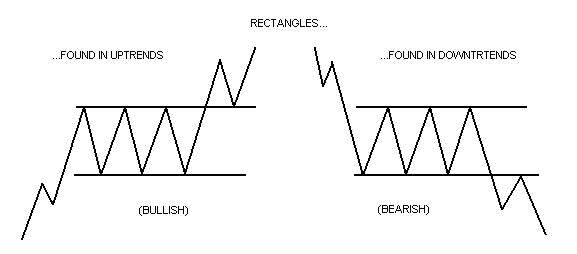 RECTANGLES...
...FOUND IN UPTRENDS
...FOUND IN DOWNTRTENDS
(BULLISH)
(BEARISH)